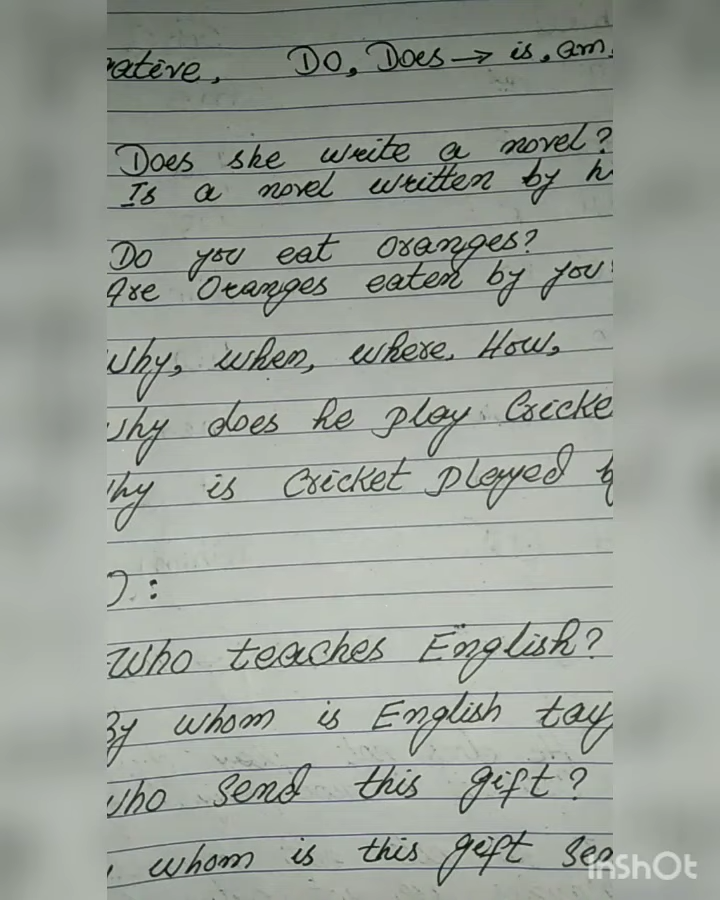 ative, DO, Does → is, am,
Does she write a novel?
Is a novel written by h
Do you eat oranges?
Are Oranges eaten by you
why, when, where, How,
why does he play Cricke
hy is Cricket played b
O :
Who teaches English?
By whom is English tau
who send this gift?
whom is this gift sen
InShOt